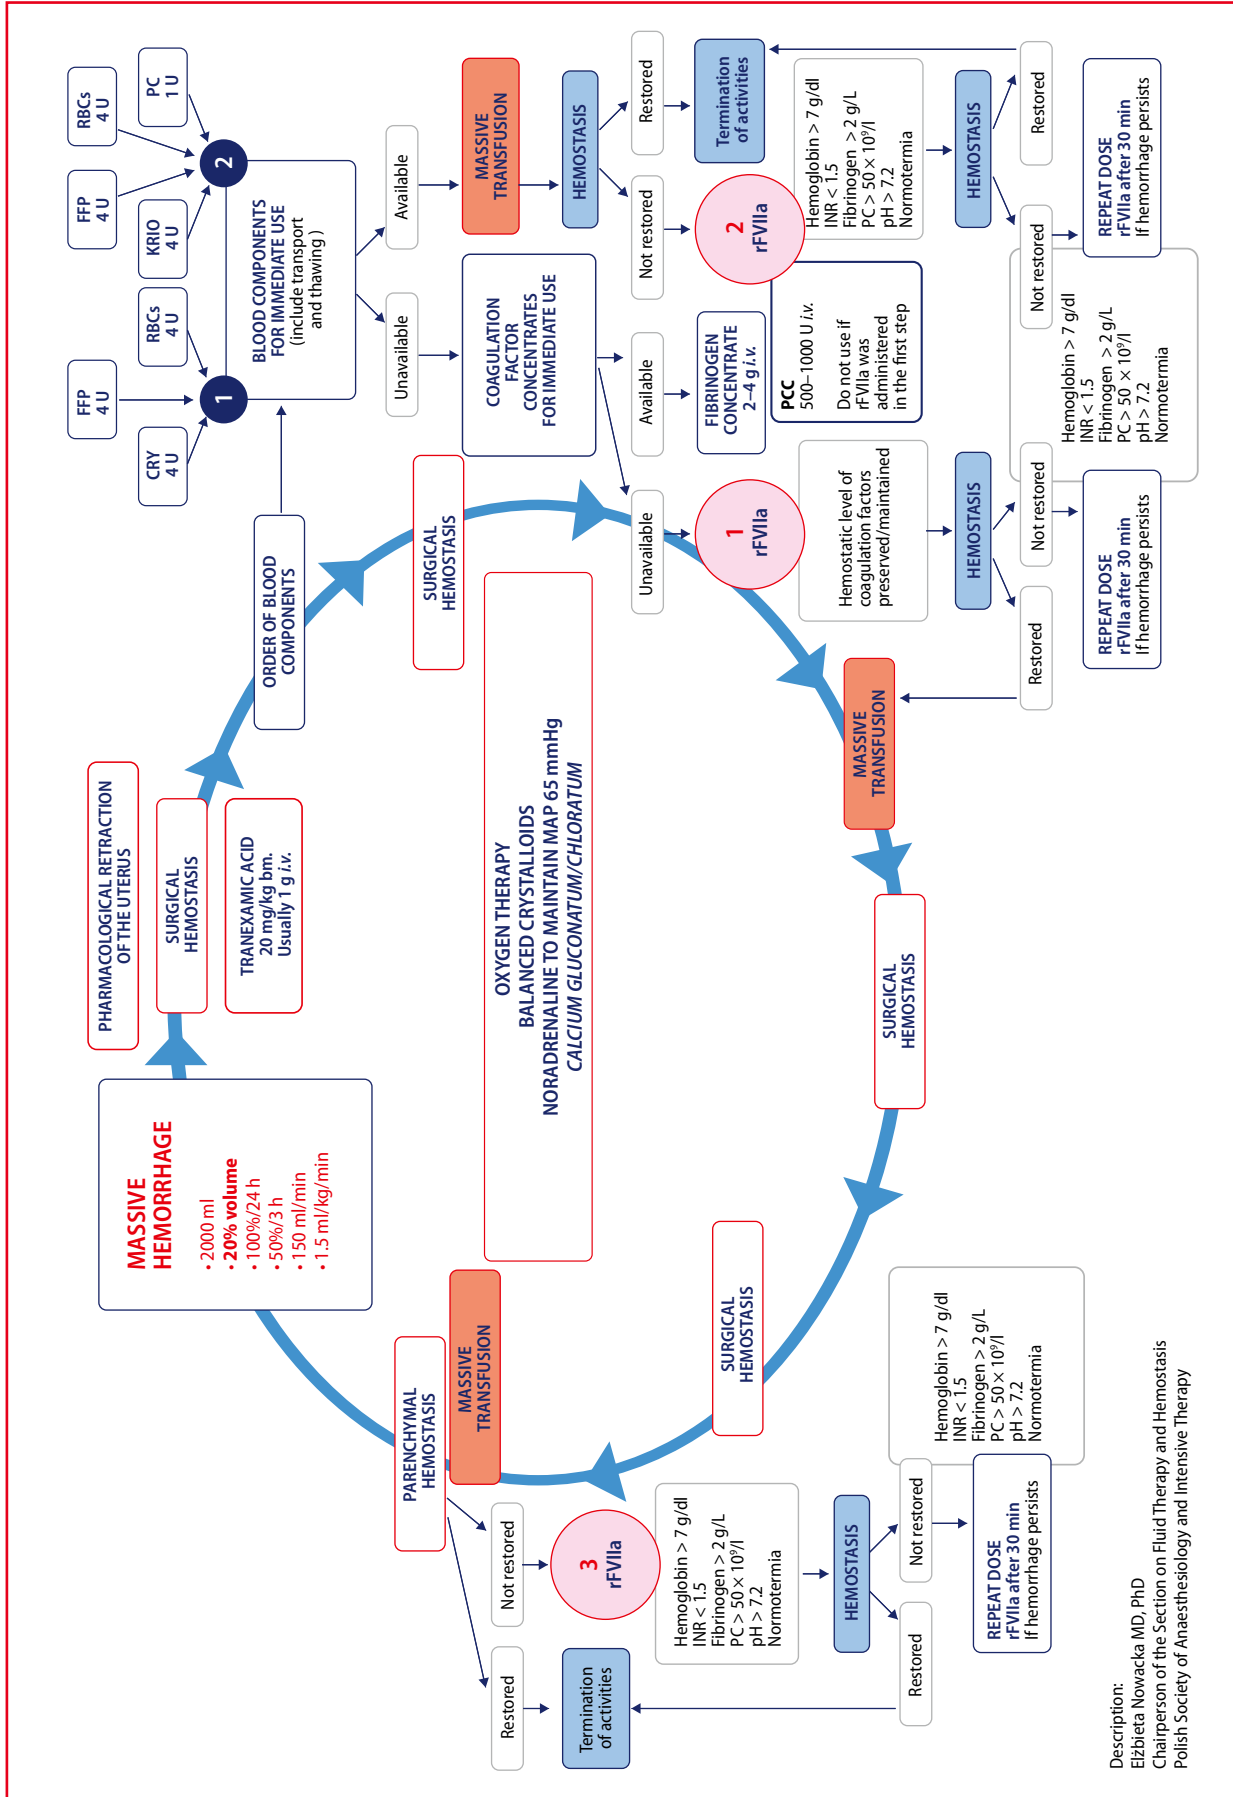 MASSIVE
HEMORRHAGE
• 2000 ml
• 20% volume
• 100%/24 h
• 50%/3 h
• 150 ml/min
• 1.5 ml/kg/min
PHARMACOLOGICAL RETRACTION
OF THE UTERUS
SURGICAL
HEMOSTASIS
TRANEXAMIC ACID
20 mg/kg bm.
Usually 1 g i.v.
ORDER OF BLOOD
COMPONENTS
FFP
4 U
CRY
4 U
RBCs
4 U
1
FFP
4 U
KRIO
4 U
RBCs
4 U
PC
1 U
2
BLOOD COMPONENTS
FOR IMMEDIATE USE
(include transport
and thawing )
Unavailable
Available
SURGICAL
HEMOSTASIS
COAGULATION
FACTOR
CONCENTRATES
FOR IMMEDIATE USE
MASSIVE
TRANSFUSION
HEMOSTASIS
Unavailable
Available
Not restored
Restored
1
rFVIIa
FIBRINOGEN
CONCENTRATE
2–4 g i.v.
2
rFVIIa
Termination
of activities
PCC
500–1000 U i.v.
Do not use if
rFVIIa was
administered
in the first step
Hemoglobin > 7 g/dl
INR < 1.5
Fibrinogen > 2 g/L
PC > 50 × 10⁹/l
pH > 7.2
Normotermia
Hemostatic level of
coagulation factors
preserved/maintained
HEMOSTASIS
HEMOSTASIS
Restored
Not restored
Not restored
Restored
Hemoglobin > 7 g/dl
INR < 1.5
Fibrinogen > 2 g/L
PC > 50 × 10⁹/l
pH > 7.2
Normotermia
REPEAT DOSE
rFVIIa after 30 min
If hemorrhage persists
REPEAT DOSE
rFVIIa after 30 min
If hemorrhage persists
OXYGEN THERAPY
BALANCED CRYSTALLOIDS
NORADRENALINE TO MAINTAIN MAP 65 mmHg
CALCIUM GLUCONATUM/CHLORATUM
MASSIVE
TRANSFUSION
SURGICAL
HEMOSTASIS
SURGICAL
HEMOSTASIS
PARENCHYMAL
HEMOSTASIS
MASSIVE
TRANSFUSION
Restored
Not restored
Termination
of activities
3
rFVIIa
Hemoglobin > 7 g/dl
INR < 1.5
Fibrinogen > 2 g/L
PC > 50 × 10⁹/l
pH > 7.2
Normotermia
HEMOSTASIS
Restored
Not restored
Hemoglobin > 7 g/dl
INR < 1.5
Fibrinogen > 2 g/L
PC > 50 × 10⁹/l
pH > 7.2
Normotermia
REPEAT DOSE
rFVIIa after 30 min
If hemorrhage persists
Description:
Elżbieta Nowacka MD, PhD
Chairperson of the Section on Fluid Therapy and Hemostasis
Polish Society of Anaesthesiology and Intensive Therapy